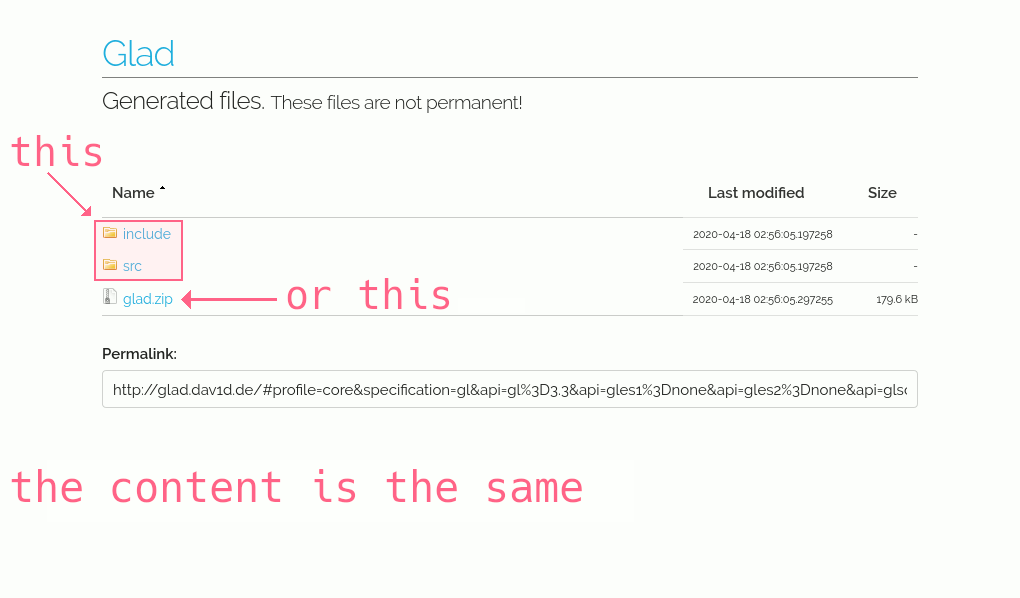 Glad
Generated files. These files are not permanent!
this
Name Last modified Size
include 2020-04-18 02:56:05.197258 -
src 2020-04-18 02:56:05.197258 -
glad.zip or this 2020-04-18 02:56:05.297255 179.6 kB
Permalink:
http://glad.dav1d.de/#profile=core&specification=gl&api=gl%3D3.3&api=gles1%3Dnone&api=gles2%3Dnone&api=glsc
the content is the same